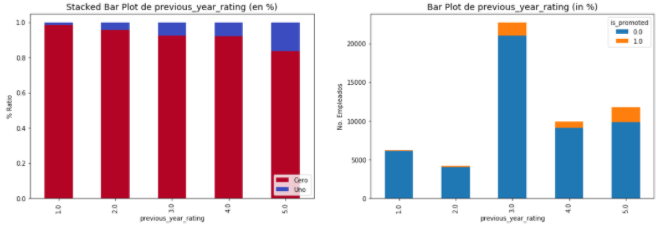 Stacked Bar Plot de previous_year_rating (en %)
1.0
0.8
0.6
0.4
0.2
0.0
% Ratio
Cero
Uno
1.0 2.0 3.0 4.0 5.0
previous_year_rating
Bar Plot de previous_year_rating (in %)
is_promoted
0.0
1.0
20000
15000
10000
5000
0
No. Empleados
1.0 2.0 3.0 4.0 5.0
previous_year_rating